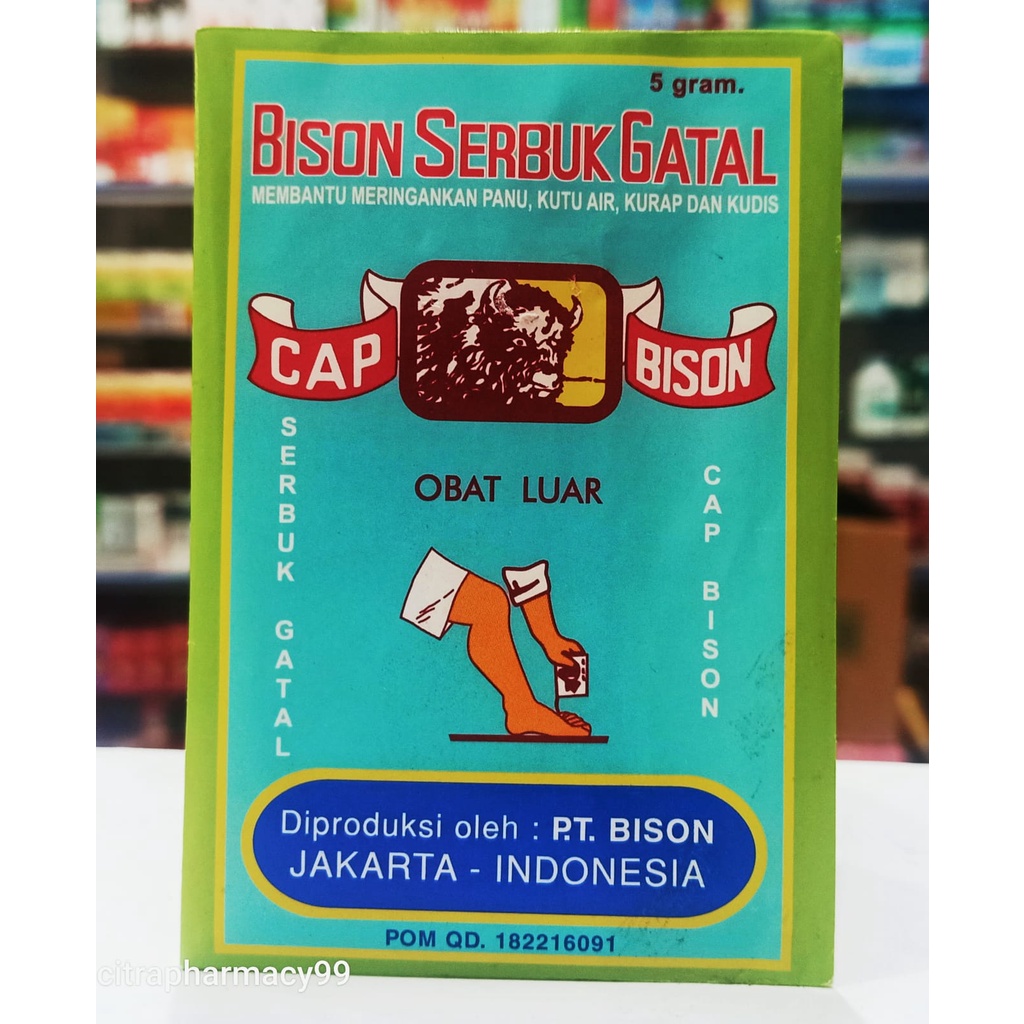 5 gram.
BISON SERBUK GATAL
MEMBANTU MERINGANKAN PANU, KUTU AIR, KURAP DAN KUDIS
CAP BISON
OBAT LUAR
SERBUK GATAL
CAP BISON
Diproduksi oleh : P.T. BISON
JAKARTA - INDONESIA
POM QD. 182216091
citrapharmacy99